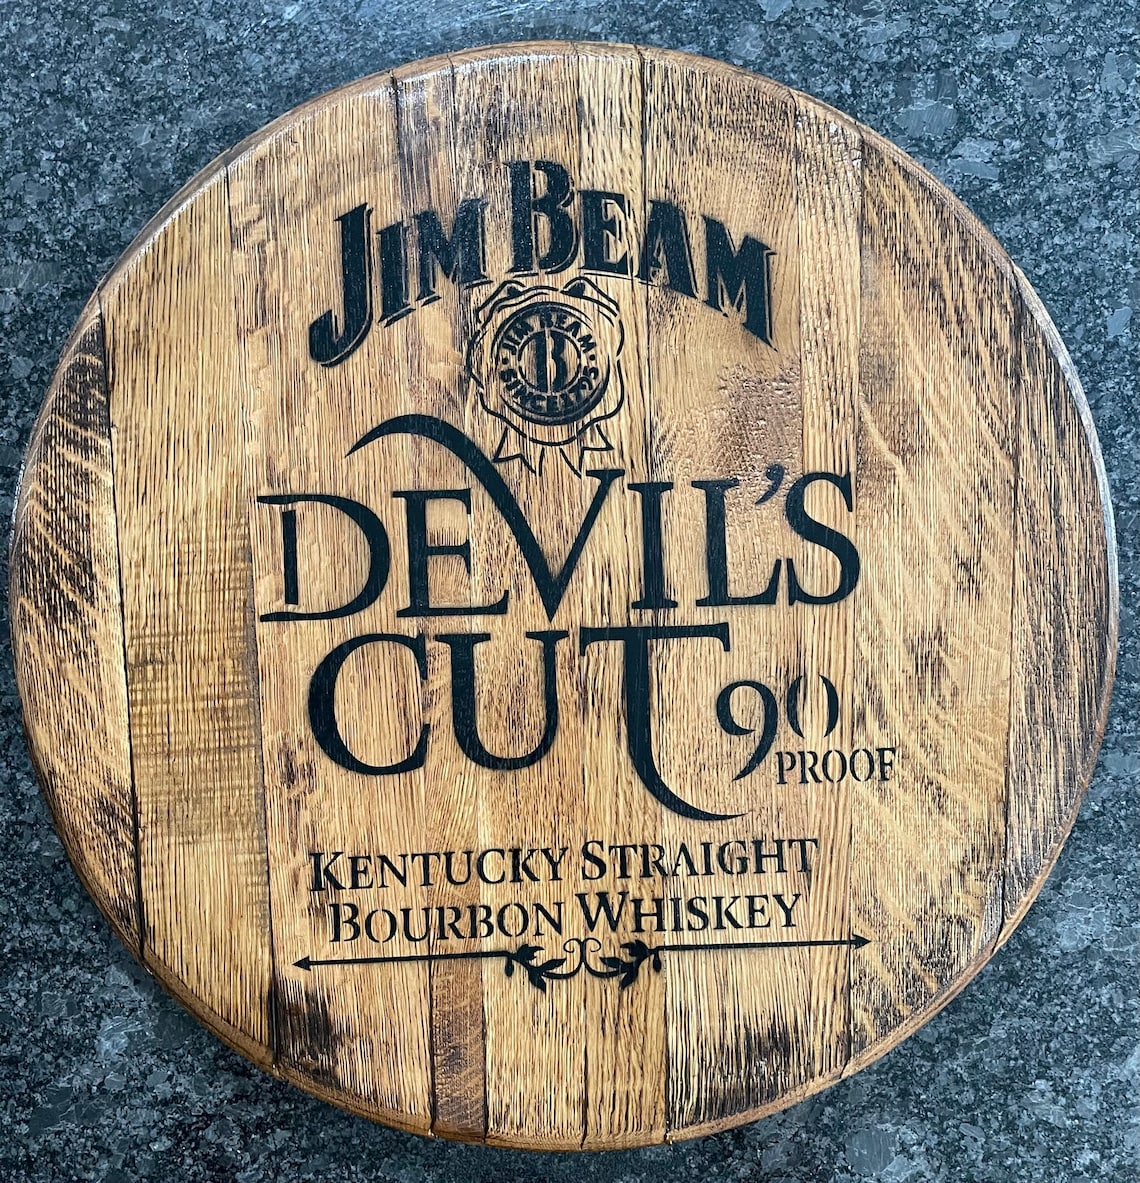 JIM BEAM
JIM BEAM
B
SINCE 1795
DEVIL'S
CUT 90
PROOF
KENTUCKY STRAIGHT
BOURBON WHISKEY